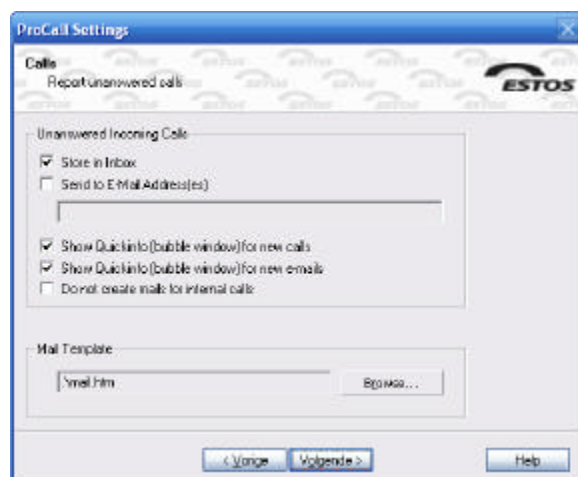 ProCall Settings
Calls
Report unanswered calls
ESTOS
Unanswered Incoming Calls
Store in Inbox
Send to E-Mail Address(es)
Show Quickinfo (bubble window) for new calls
Show Quickinfo (bubble window) for new e-mails
Do not create mails for internal calls
Mail Template
.\mail.htm
Browse...
< Vorige
Volgende >
Help